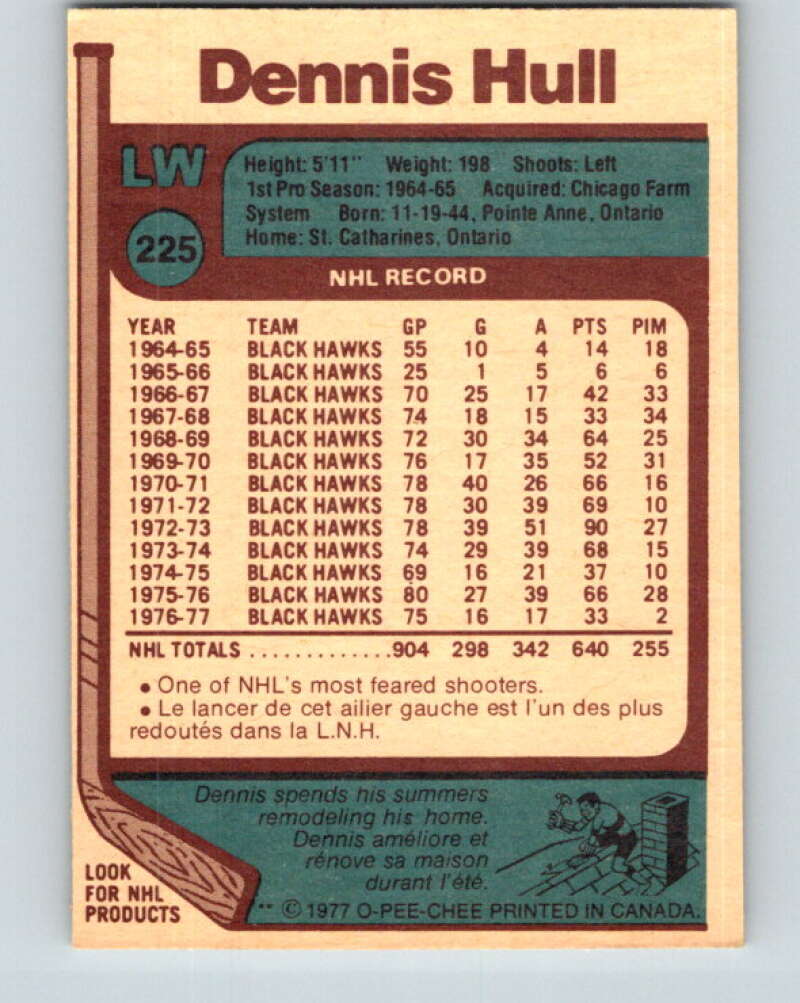 Dennis Hull
LW
225
Height: 5'11" Weight: 198 Shoots: Left
1st Pro Season: 1964-65 Acquired: Chicago Farm
System Born: 11-19-44, Pointe Anne, Ontario
Home: St. Catharines, Ontario
NHL RECORD
YEAR TEAM GP G A PTS PIM
1964-65 BLACK HAWKS 55 10 4 14 18
1965-66 BLACK HAWKS 25 1 5 6 6
1966-67 BLACK HAWKS 70 25 17 42 33
1967-68 BLACK HAWKS 74 18 15 33 34
1968-69 BLACK HAWKS 72 30 34 64 25
1969-70 BLACK HAWKS 76 17 35 52 31
1970-71 BLACK HAWKS 78 40 26 66 16
1971-72 BLACK HAWKS 78 30 39 69 10
1972-73 BLACK HAWKS 78 39 51 90 27
1973-74 BLACK HAWKS 74 29 39 68 15
1974-75 BLACK HAWKS 69 16 21 37 10
1975-76 BLACK HAWKS 80 27 39 66 28
1976-77 BLACK HAWKS 75 16 17 33 2
NHL TOTALS .............904 298 342 640 255
• One of NHL's most feared shooters.
• Le lancer de cet ailier gauche est l'un des plus
redoutés dans la L.N.H.
Dennis spends his summers
remodeling his home.
Dennis améliore et
rénove sa maison
durant l'été.
LOOK
FOR NHL
PRODUCTS
** © 1977 O-PEE-CHEE PRINTED IN CANADA.